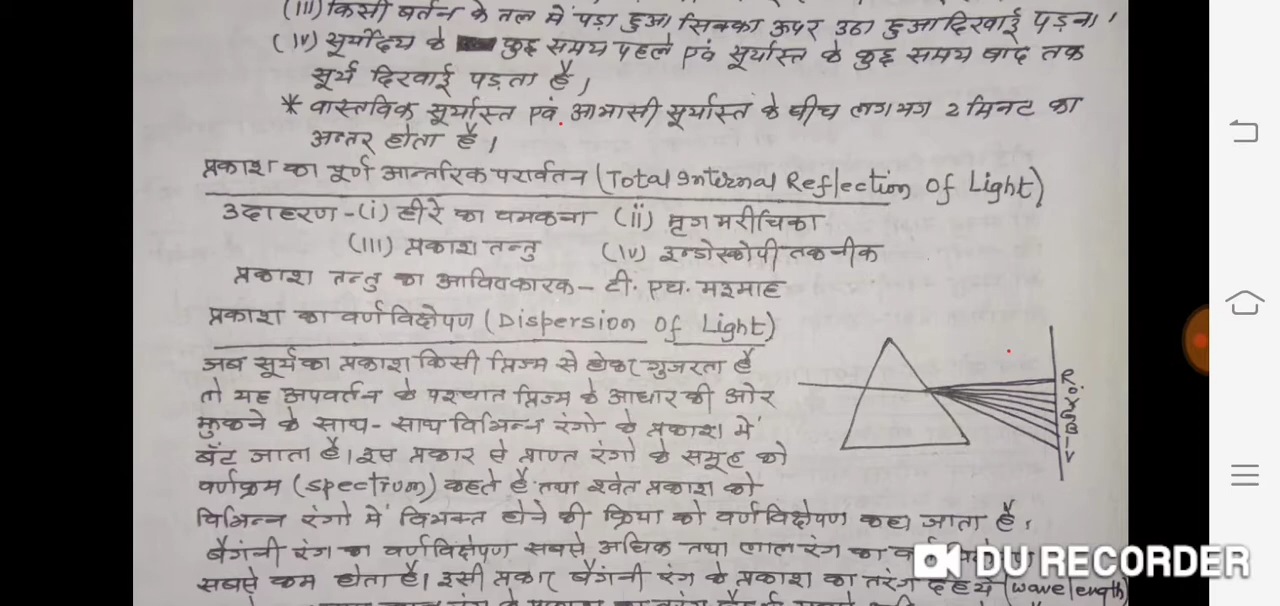 (iii) किसी बर्तन के तल में पड़ा हुआ सिक्का ऊपर उठा हुआ दिखाई पड़ना।
(iv) सूर्योदय के कुछ समय पहले एवं सूर्यास्त के कुछ समय बाद तक
सूर्य दिखाई पड़ता है।
* वास्तविक सूर्यास्त एवं आभासी सूर्यास्त के बीच लगभग 2 मिनट का
अन्तर होता है।
प्रकाश का पूर्ण आन्तरिक परावर्तन (Total Internal Reflection Of Light)
उदाहरण - (i) हीरे का चमकना (ii) मृग मरीचिका
(iii) प्रकाश तन्तु (iv) इन्डोस्कोपी तकनीक
प्रकाश तन्तु का आविष्कारक - टी. एच. मइमाह
प्रकाश का वर्ण विक्षेपण (Dispersion Of Light)
जब सूर्य का प्रकाश किसी प्रिज्म से होकर गुजरता है
तो यह अपवर्तन के पश्चात प्रिज्म के आधार की ओर
झुकने के साथ-साथ विभिन्न रंगो के प्रकाश में
बँट जाता है। इस प्रकार से प्राप्त रंगो के समूह को
वर्णक्रम (spectrum) कहते है तथा श्वेत प्रकाश को
विभिन्न रंगो में विभक्त होने की क्रिया को वर्ण विक्षेपण कहा जाता है।
बैगंनी रंग का वर्ण विक्षेपण सबसे अधिक तथा लाल रंग का
सबसे कम होता है। इसी प्रकार बैगंनी रंग के प्रकाश का तरंग दैर्ध्य (wavelength)
R
O
Y
G
B
I
V
DU RECORDER